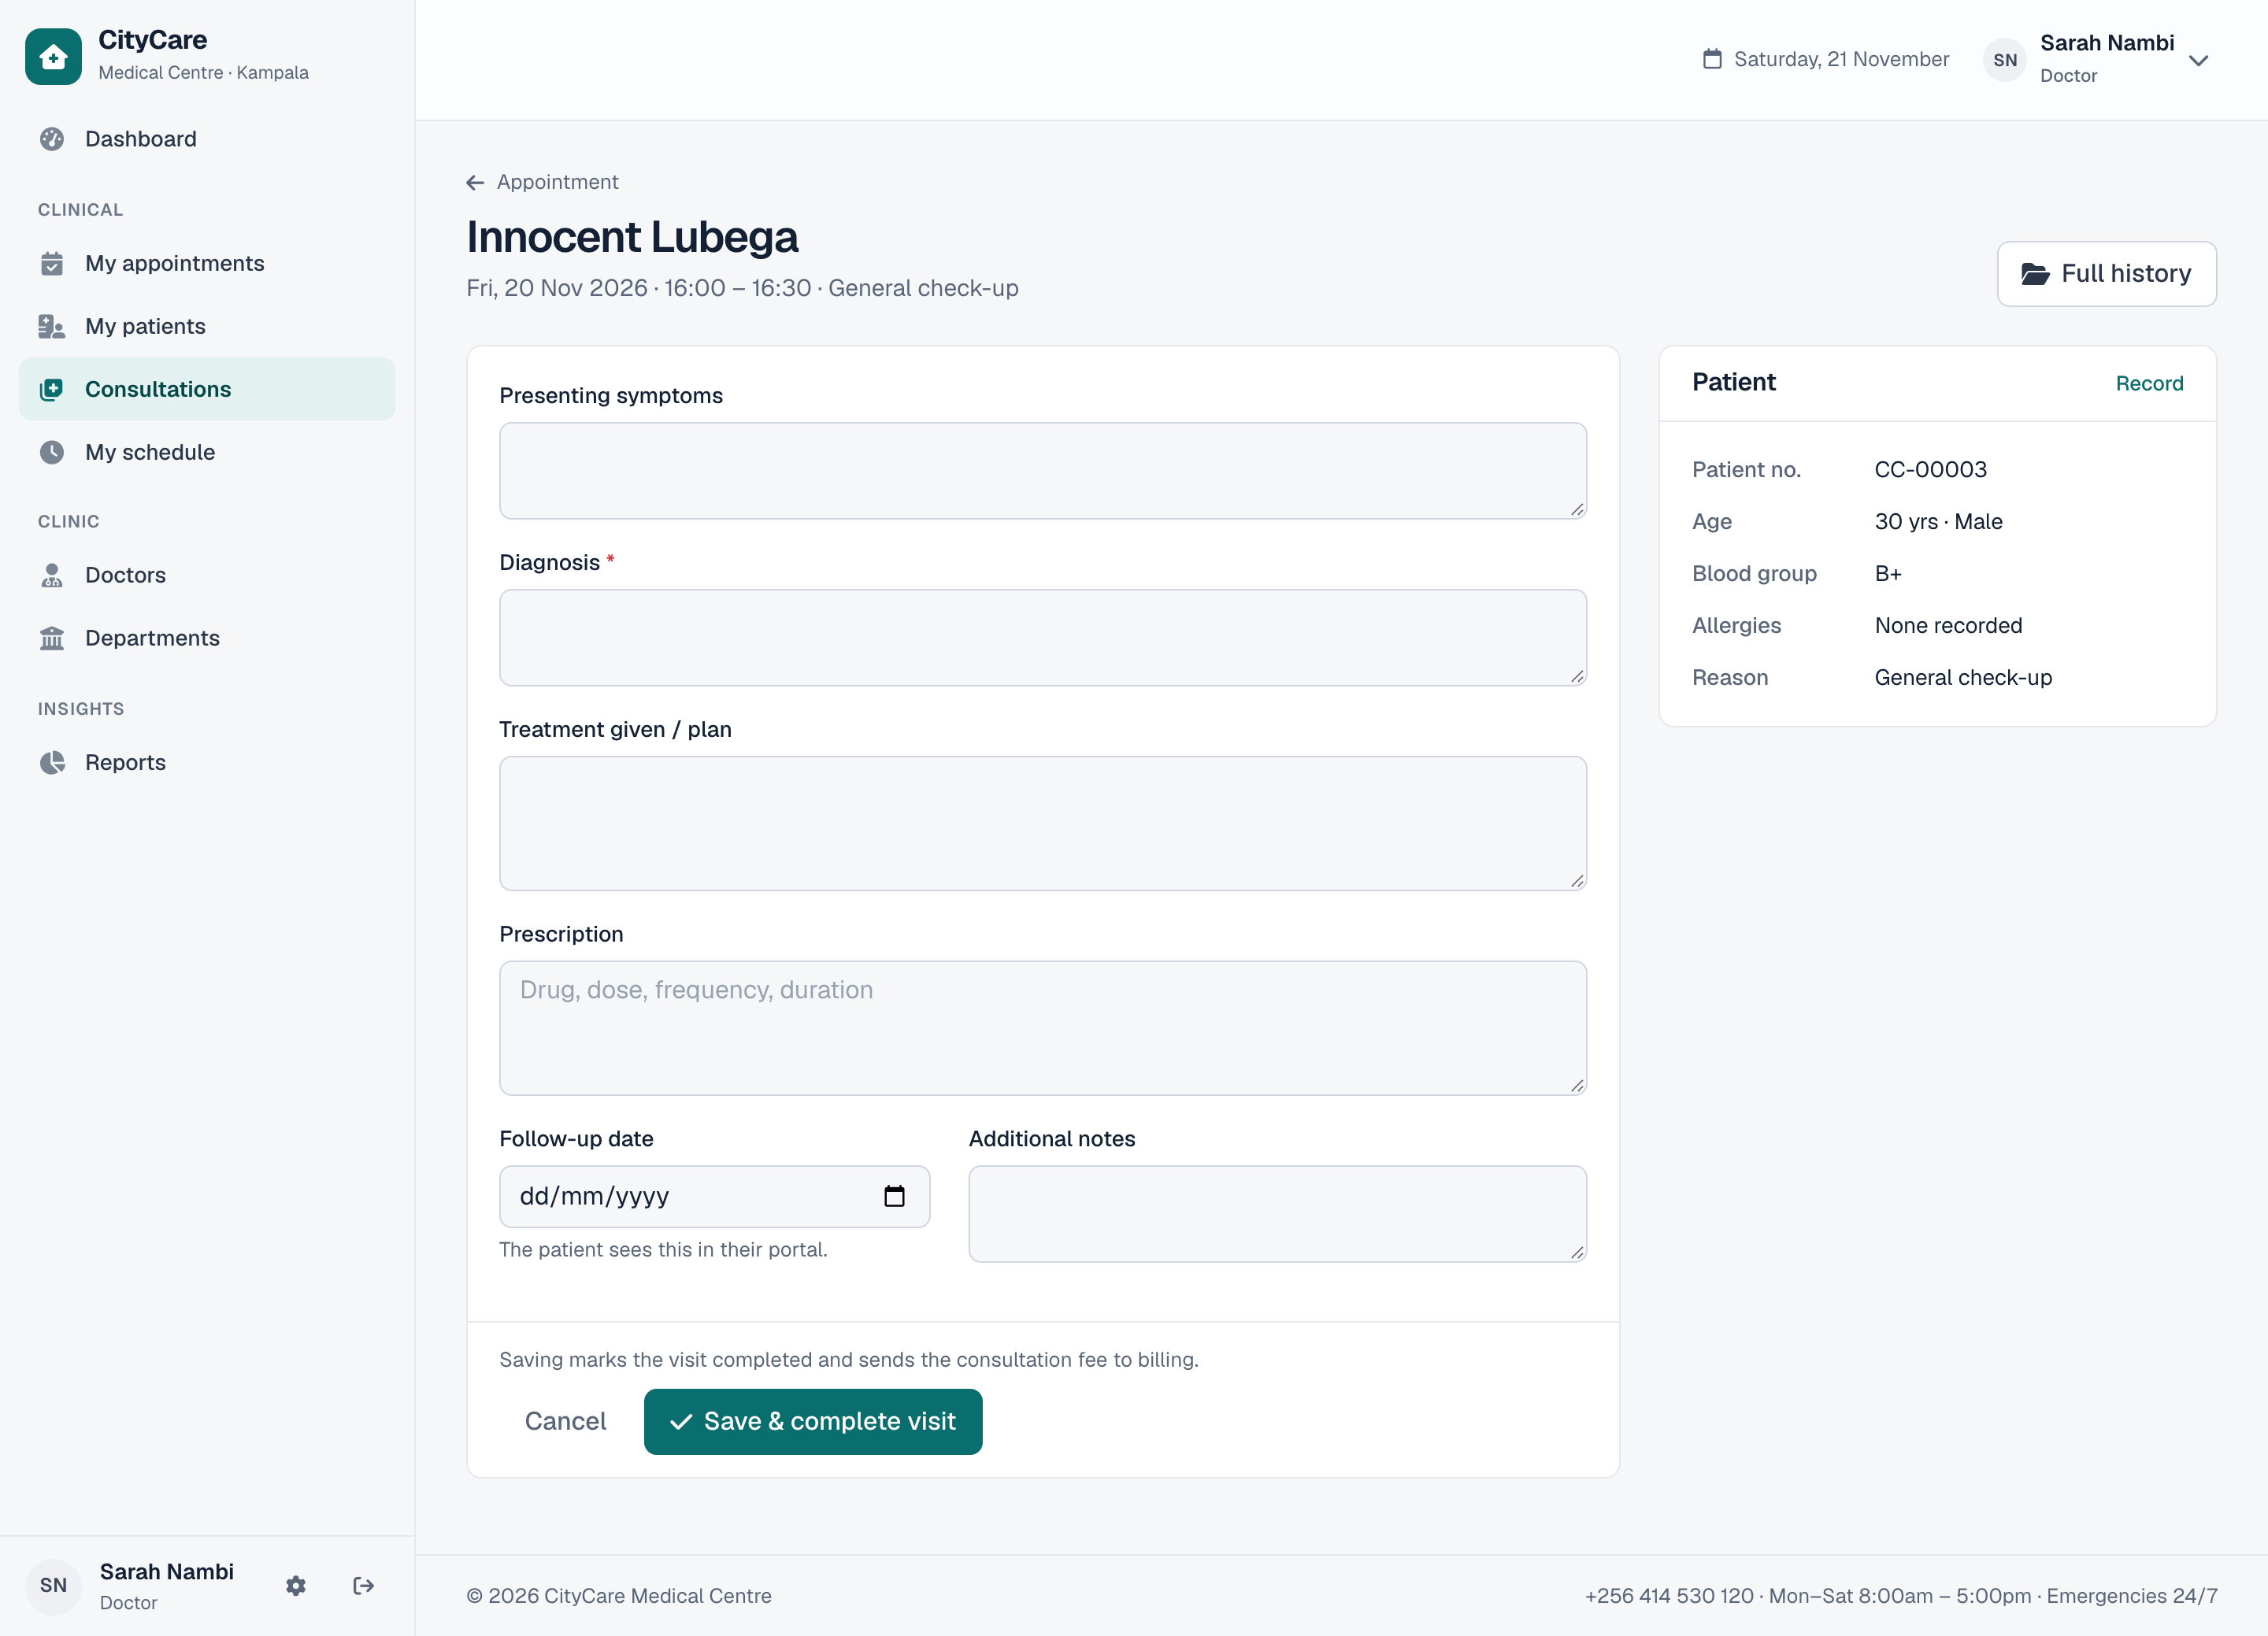 CityCare
Medical Centre · Kampala
Dashboard
CLINICAL
My appointments
My patients
Consultations
My schedule
CLINIC
Doctors
Departments
INSIGHTS
Reports
SN
Sarah Nambi
Doctor
Saturday, 21 November
SN
Sarah Nambi
Doctor
Appointment
Innocent Lubega
Fri, 20 Nov 2026 · 16:00 – 16:30 · General check-up
Full history
Presenting symptoms
Diagnosis *
Treatment given / plan
Prescription
Drug, dose, frequency, duration
Follow-up date
dd/mm/yyyy
The patient sees this in their portal.
Additional notes
Saving marks the visit completed and sends the consultation fee to billing.
Cancel
Save & complete visit
Patient
Record
Patient no. CC-00003
Age 30 yrs · Male
Blood group B+
Allergies None recorded
Reason General check-up
© 2026 CityCare Medical Centre
+256 414 530 120 · Mon–Sat 8:00am – 5:00pm · Emergencies 24/7